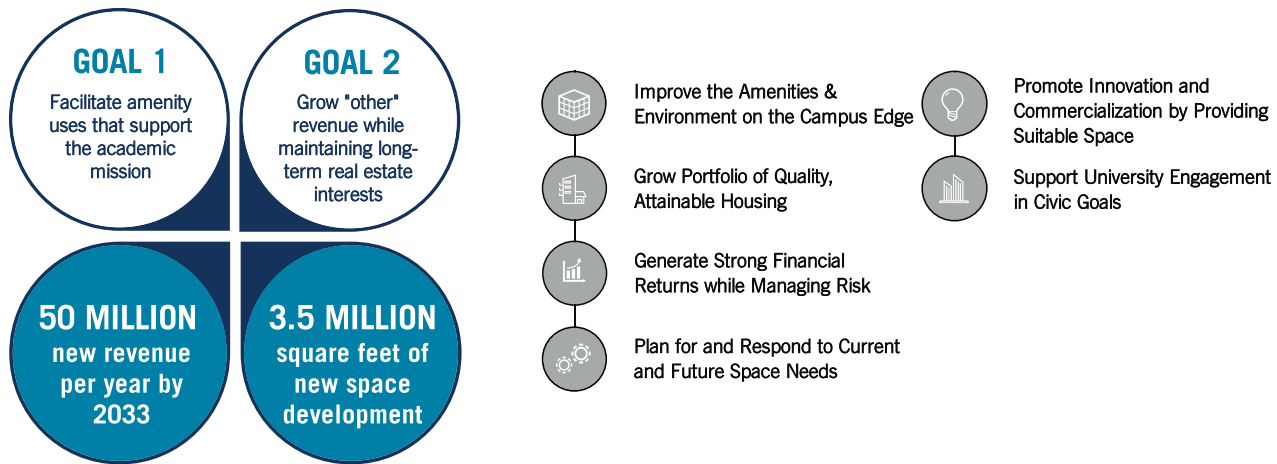 GOAL 1
Facilitate amenity
uses that support
the academic
mission
GOAL 2
Grow "other"
revenue while
maintaining long-
term real estate
interests
50 MILLION
new revenue
per year by
2033
3.5 MILLION
square feet of
new space
development
Improve the Amenities &
Environment on the Campus Edge
Grow Portfolio of Quality,
Attainable Housing
Generate Strong Financial
Returns while Managing Risk
Plan for and Respond to Current
and Future Space Needs
Promote Innovation and
Commercialization by Providing
Suitable Space
Support University Engagement
in Civic Goals